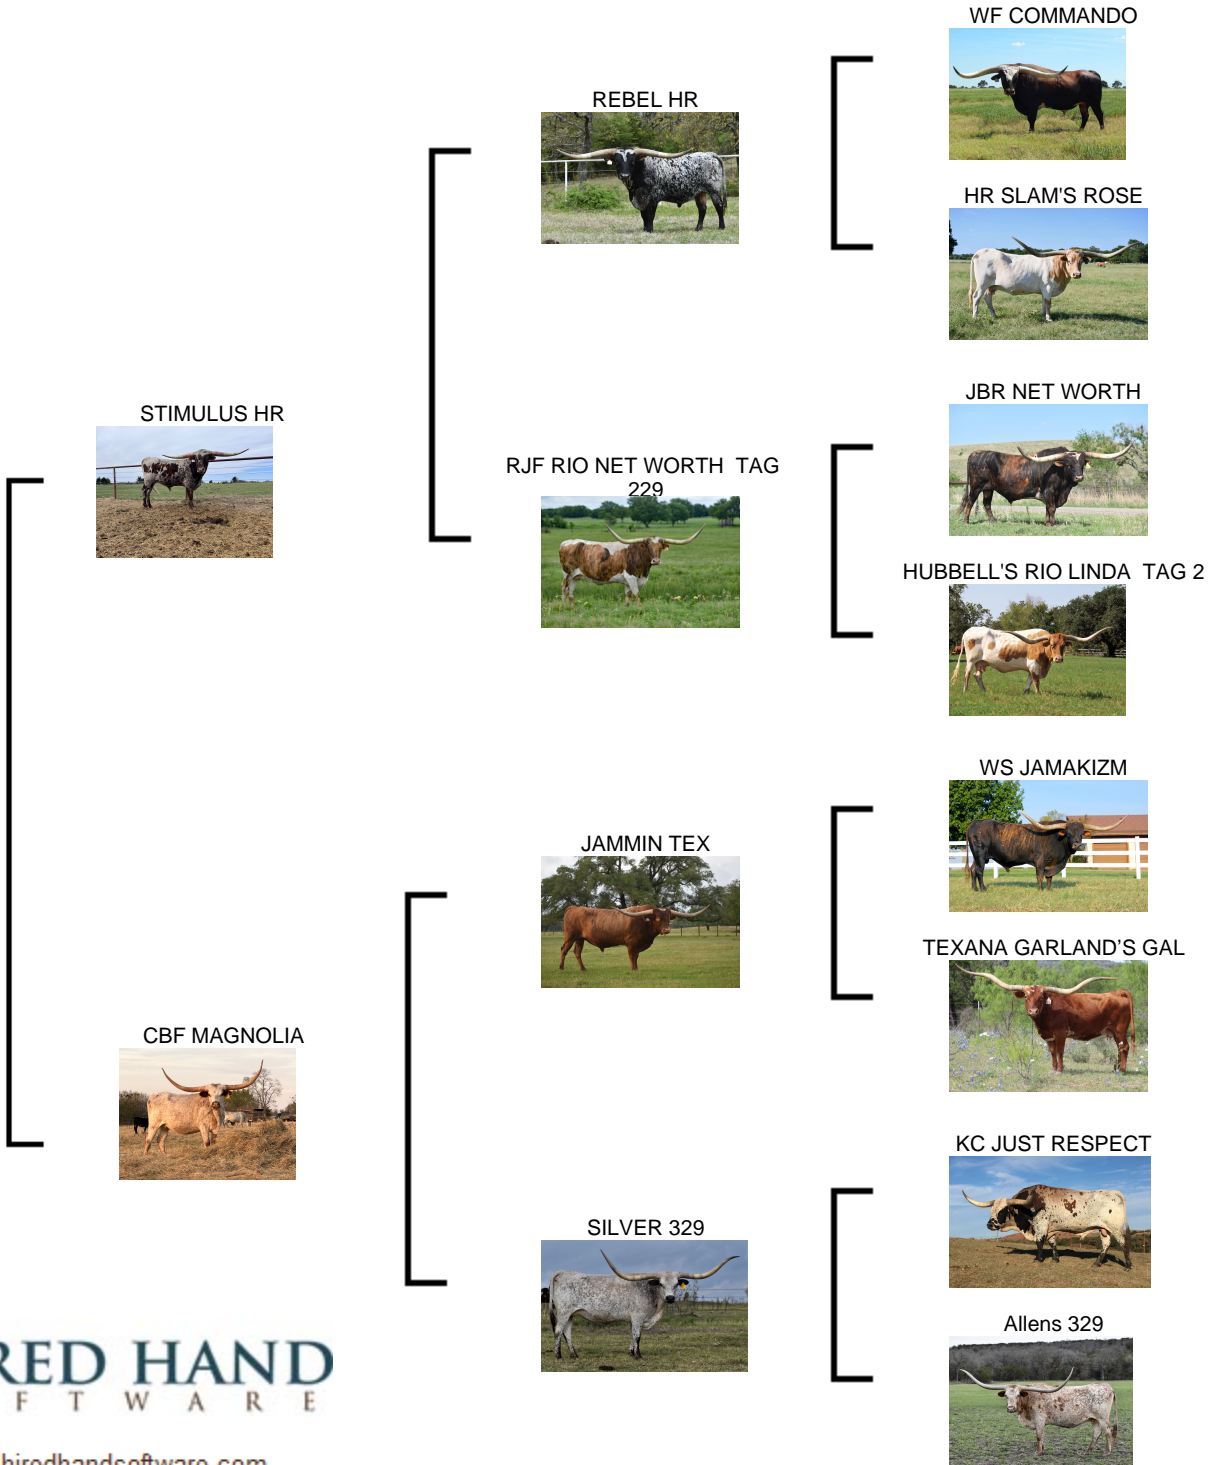 WF COMMANDO
REBEL HR
HR SLAM'S ROSE
JBR NET WORTH
STIMULUS HR
RJF RIO NET WORTH TAG
229
HUBBELL'S RIO LINDA TAG 2
WS JAMAKIZM
JAMMIN TEX
TEXANA GARLAND'S GAL
CBF MAGNOLIA
KC JUST RESPECT
SILVER 329
Allens 329
RED HAND
F T W A R E
hiredhandsoftware.com